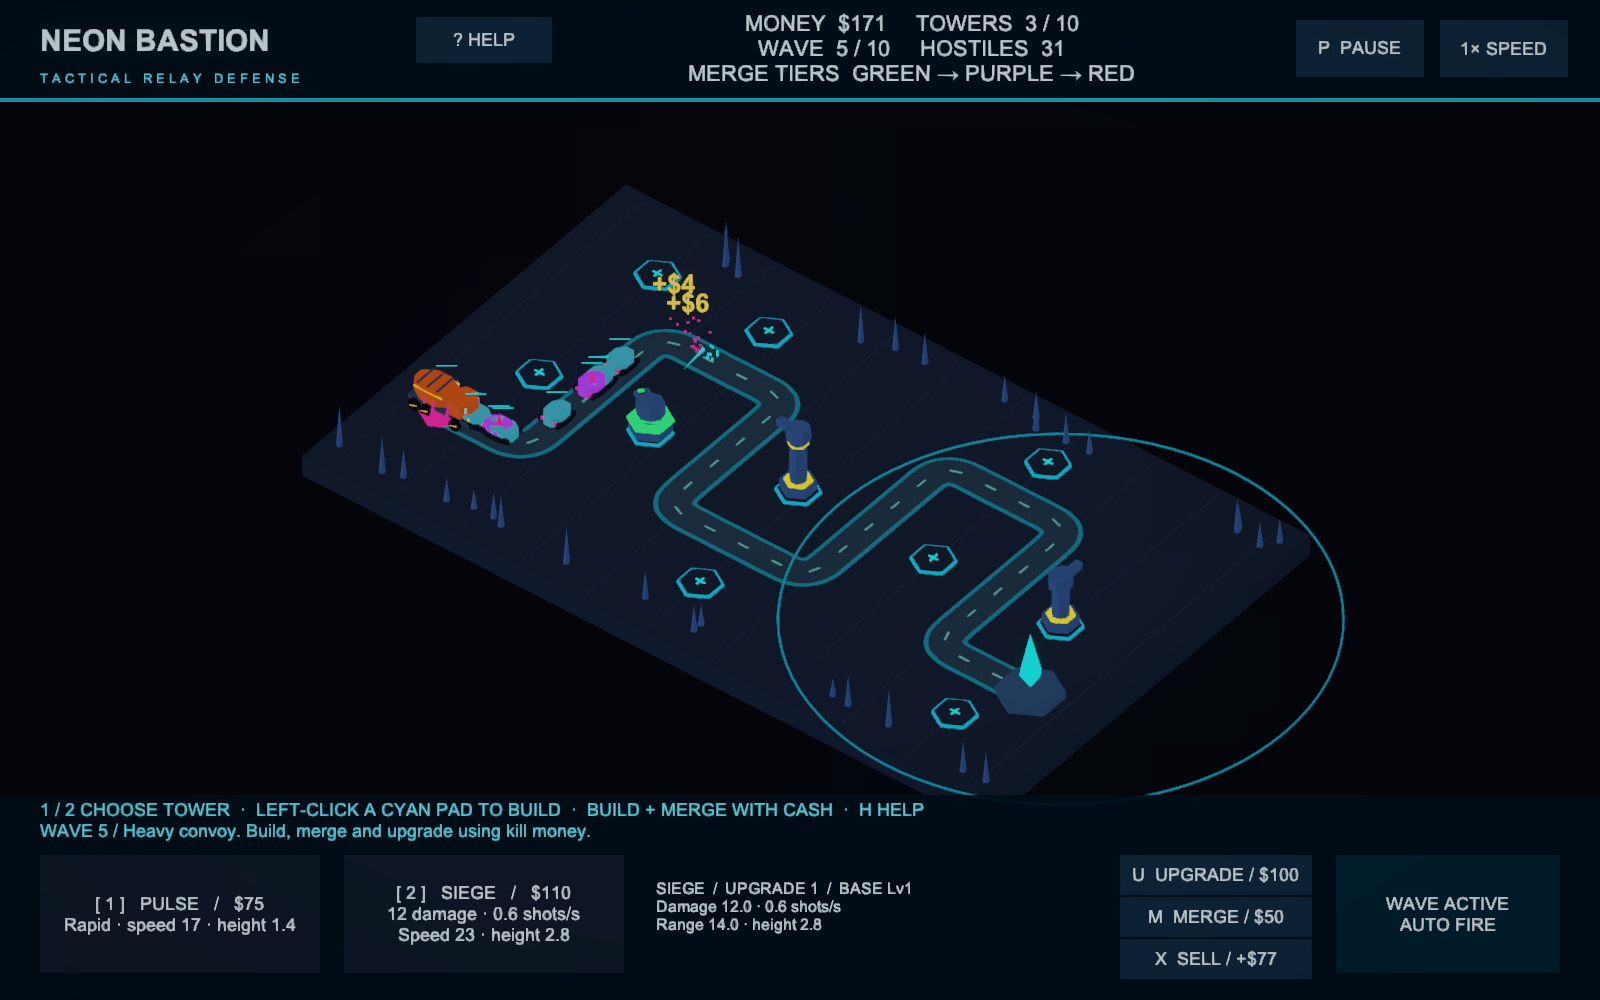 NEON BASTION
TACTICAL RELAY DEFENSE
? HELP
MONEY $171 TOWERS 3 / 10
WAVE 5 / 10 HOSTILES 31
MERGE TIERS GREEN → PURPLE → RED
P PAUSE
1× SPEED
+$4
+$6
1 / 2 CHOOSE TOWER · LEFT-CLICK A CYAN PAD TO BUILD · BUILD + MERGE WITH CASH · H HELP
WAVE 5 / Heavy convoy. Build, merge and upgrade using kill money.
[ 1 ] PULSE / $75
Rapid · speed 17 · height 1.4
[ 2 ] SIEGE / $110
12 damage · 0.6 shots/s
Speed 23 · height 2.8
SIEGE / UPGRADE 1 / BASE Lv1
Damage 12.0 · 0.6 shots/s
Range 14.0 · height 2.8
U UPGRADE / $100
M MERGE / $50
X SELL / +$77
WAVE ACTIVE
AUTO FIRE